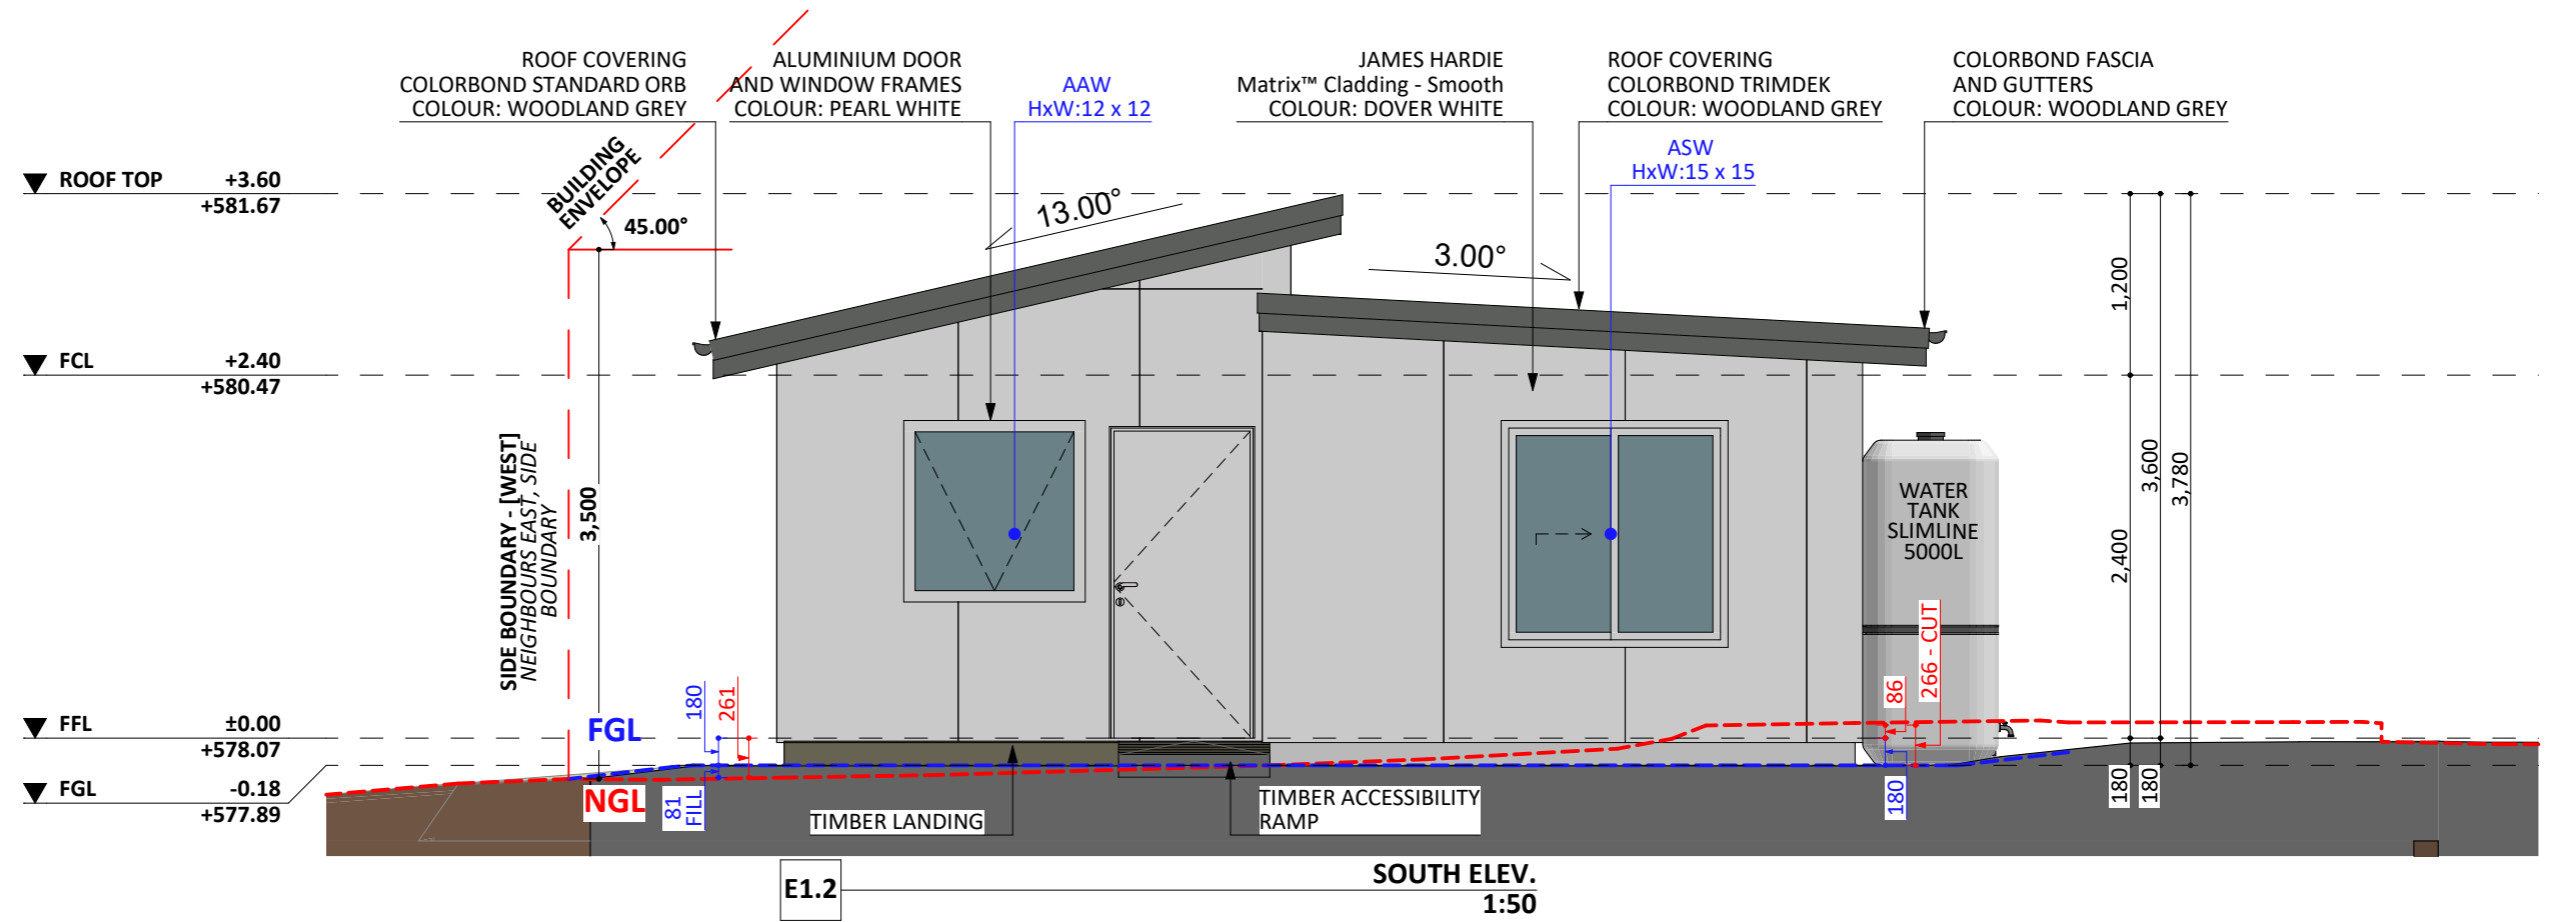 ROOF COVERING
COLORBOND STANDARD ORB
COLOUR: WOODLAND GREY
ALUMINIUM DOOR
AND WINDOW FRAMES
COLOUR: PEARL WHITE
AAW
HxW:12 x 12
JAMES HARDIE
Matrix™ Cladding - Smooth
COLOUR: DOVER WHITE
ROOF COVERING
COLORBOND TRIMDEK
COLOUR: WOODLAND GREY
COLORBOND FASCIA
AND GUTTERS
COLOUR: WOODLAND GREY
ASW
HxW:15 x 15
BUILDING
ENVELOPE
45.00°
13.00°
3.00°
ROOF TOP +3.60
+581.67
FCL +2.40
+580.47
FFL ±0.00
+578.07
FGL -0.18
+577.89
SIDE BOUNDARY - [WEST]
NEIGHBOURS EAST, SIDE
BOUNDARY
3,500
FGL
NGL
180
261
81
FILL
TIMBER LANDING
TIMBER ACCESSIBILITY
RAMP
WATER
TANK
SLIMLINE
5000L
86
266 - CUT
180
1,200
2,400
3,600
3,780
180
180
E1.2
SOUTH ELEV.
1:50